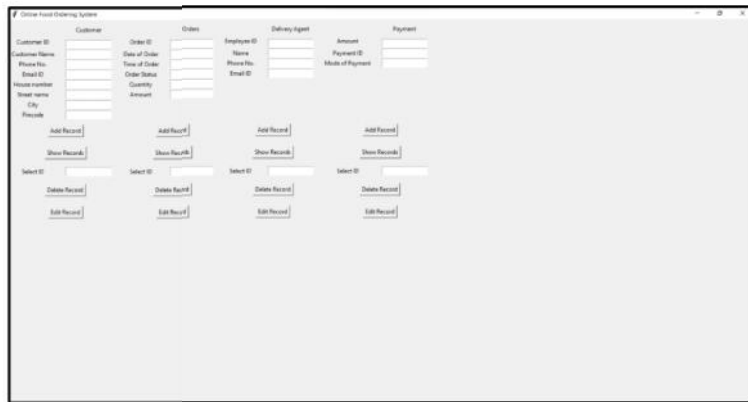 Online Food Ordering System
Customer Orders Delivery Agent Payment
Customer ID Order ID Employee ID Amount
Customer Name Date of Order Name Payment ID
Phone No. Time of Order Phone No. Mode of Payment
Email ID Order Status Email ID
House number Quantity
Street name Amount
City
Pincode
Add Record Add Record Add Record Add Record
Show Records Show Records Show Records Show Records
Select ID Select ID Select ID Select ID
Delete Record Delete Record Delete Record Delete Record
Edit Record Edit Record Edit Record Edit Record